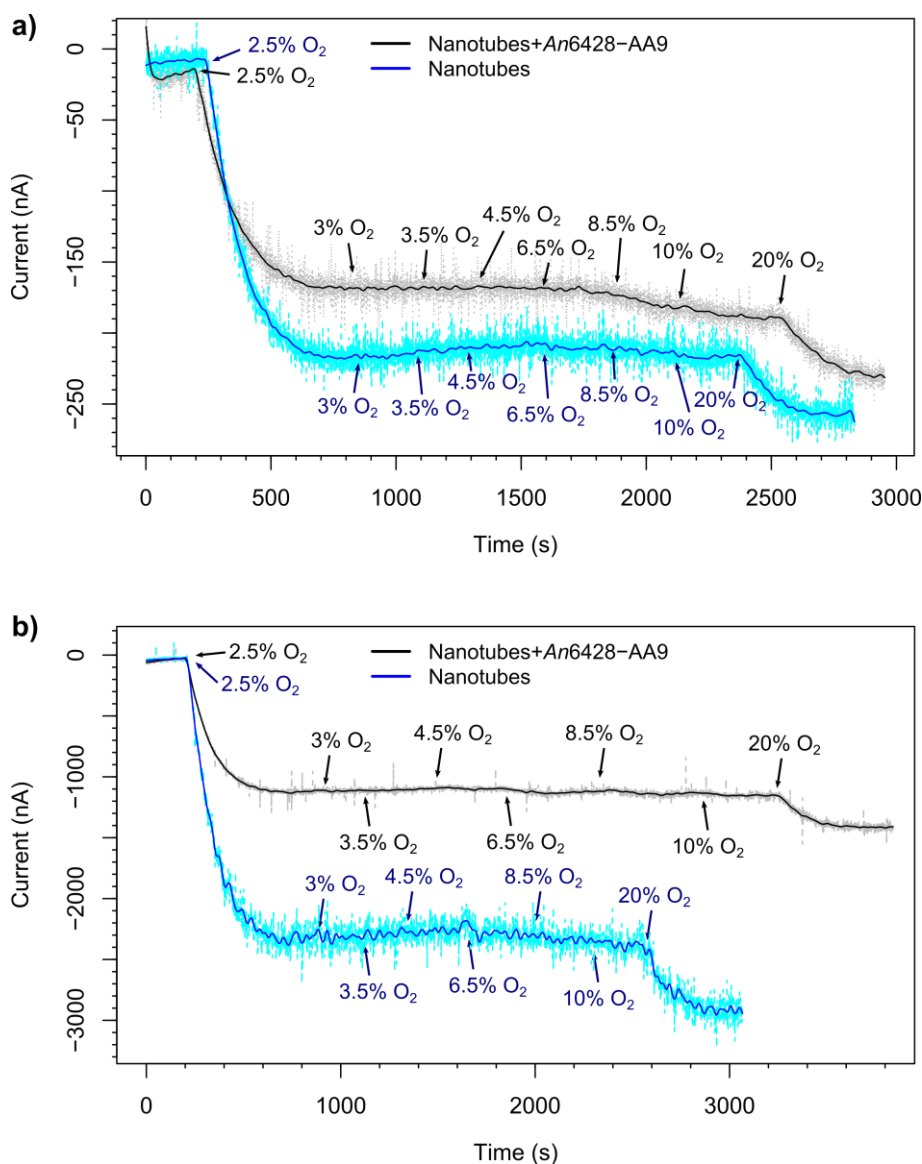 a)
Nanotubes+An6428−AA9
Nanotubes
2.5% O₂
2.5% O₂
3% O₂
3.5% O₂
4.5% O₂
6.5% O₂
8.5% O₂
10% O₂
20% O₂
3% O₂
3.5% O₂
4.5% O₂
6.5% O₂
8.5% O₂
10% O₂
20% O₂
0
−50
−150
−250
Current (nA)
0 500 1000 1500 2000 2500 3000
Time (s)
b)
Nanotubes+An6428−AA9
Nanotubes
2.5% O₂
2.5% O₂
3% O₂
3.5% O₂
4.5% O₂
6.5% O₂
8.5% O₂
10% O₂
20% O₂
3% O₂
3.5% O₂
4.5% O₂
6.5% O₂
8.5% O₂
10% O₂
20% O₂
0
−1000
−2000
−3000
Current (nA)
0 1000 2000 3000
Time (s)